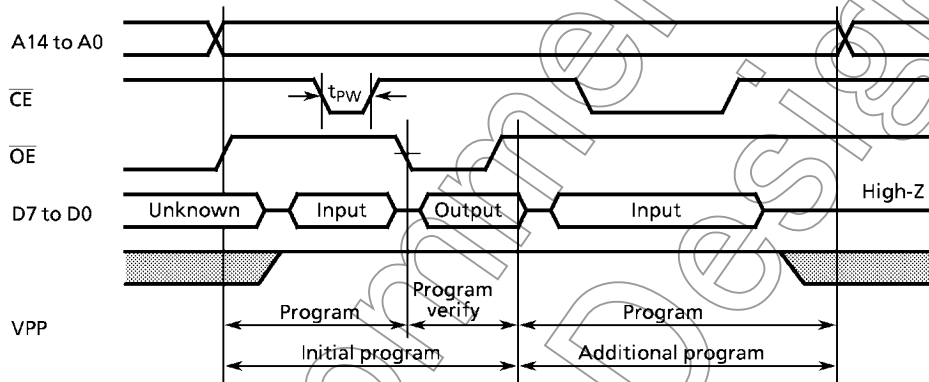 A14 to A0
CE
tPW
OE
D7 to D0
Unknown
Input
Output
Input
High-Z
VPP
Program
Program verify
Program
Initial program
Additional program